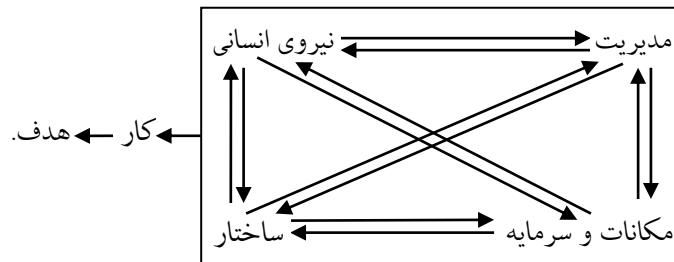 مدیریت نیروی انسانی
کار هدف.
مکانات و سرمایه ساختار